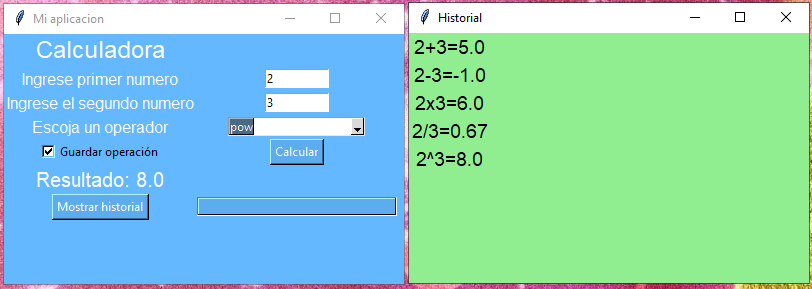 Mi aplicacion
Calculadora
Ingrese primer numero 2
Ingrese el segundo numero 3
Escoja un operador pow
Guardar operación Calcular
Resultado: 8.0
Mostrar historial
Historial
2+3=5.0
2-3=-1.0
2x3=6.0
2/3=0.67
2^3=8.0